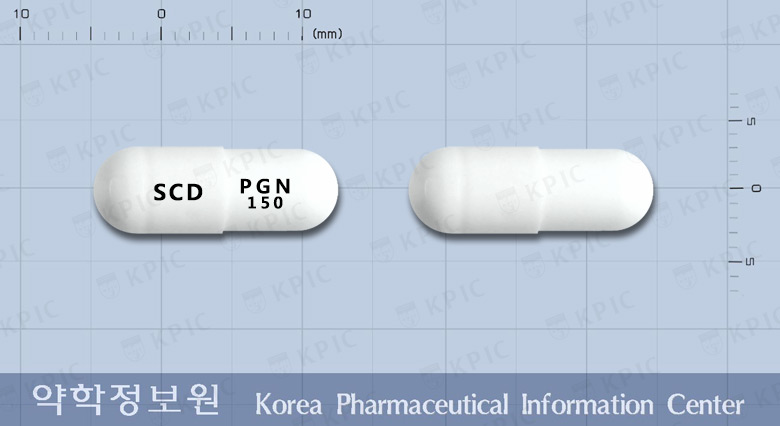 10 0 10
(mm)
SCD PGN
150
5
0
5
KPIC
약학정보원 Korea Pharmaceutical Information Center